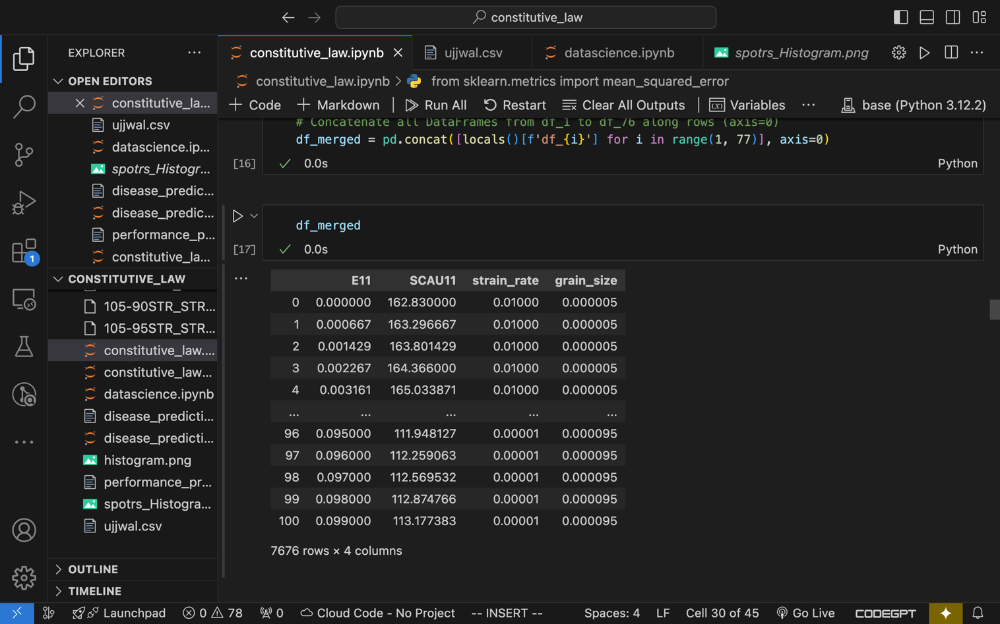 constitutive_law
EXPLORER
OPEN EDITORS
constitutive_la...
ujjwal.csv
datascience.ip...
spotrs_Histogr...
disease_predic...
disease_predic...
performance_p...
constitutive_la...
CONSTITUTIVE_LAW
105-90STR_STR...
105-95STR_STR...
constitutive_law....
constitutive_law...
datascience.ipynb
disease_predicti...
disease_predicti...
histogram.png
performance_pr...
spotrs_Histogra...
ujjwal.csv
OUTLINE
TIMELINE
1
constitutive_law.ipynb ujjwal.csv datascience.ipynb spotrs_Histogram.png
constitutive_law.ipynb > from sklearn.metrics import mean_squared_error
+ Code + Markdown Run All Restart Clear All Outputs Variables ... base (Python 3.12.2)
# Concatenate all DataFrames from df_1 to df_76 along rows (axis=0)
df_merged = pd.concat([locals()[f'df_{i}'] for i in range(1, 77)], axis=0)
[16] 0.0s Python
df_merged
[17] 0.0s Python
E11 SCAU11 strain_rate grain_size
0 0.000000 162.830000 0.01000 0.000005
1 0.000667 163.296667 0.01000 0.000005
2 0.001429 163.801429 0.01000 0.000005
3 0.002267 164.366000 0.01000 0.000005
4 0.003161 165.033871 0.01000 0.000005
... ... ... ... ...
96 0.095000 111.948127 0.00001 0.000095
97 0.096000 112.259063 0.00001 0.000095
98 0.097000 112.569532 0.00001 0.000095
99 0.098000 112.874766 0.00001 0.000095
100 0.099000 113.177383 0.00001 0.000095
7676 rows × 4 columns
Launchpad 0 78 0 Cloud Code - No Project -- INSERT -- Spaces: 4 LF Cell 30 of 45 Go Live CODEGPT